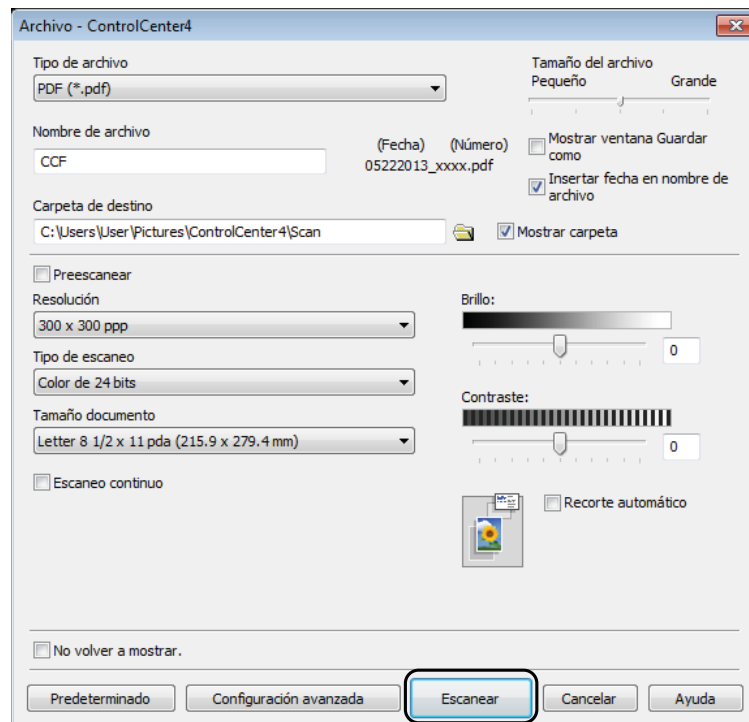 Archivo - ControlCenter4
Tipo de archivo
PDF (*.pdf)
Tamaño del archivo
Pequeño Grande
Nombre de archivo
CCF
(Fecha) (Número)
05222013_xxxx.pdf
Mostrar ventana Guardar
como
Insertar fecha en nombre de
archivo
Carpeta de destino
C:\Users\User\Pictures\ControlCenter4\Scan
Mostrar carpeta
Preescanear
Resolución
300 x 300 ppp
Tipo de escaneo
Color de 24 bits
Tamaño documento
Letter 8 1/2 x 11 pda (215.9 x 279.4 mm)
Escaneo continuo
Brillo:
0
Contraste:
0
Recorte automático
No volver a mostrar.
Predeterminado Configuración avanzada Escanear Cancelar Ayuda